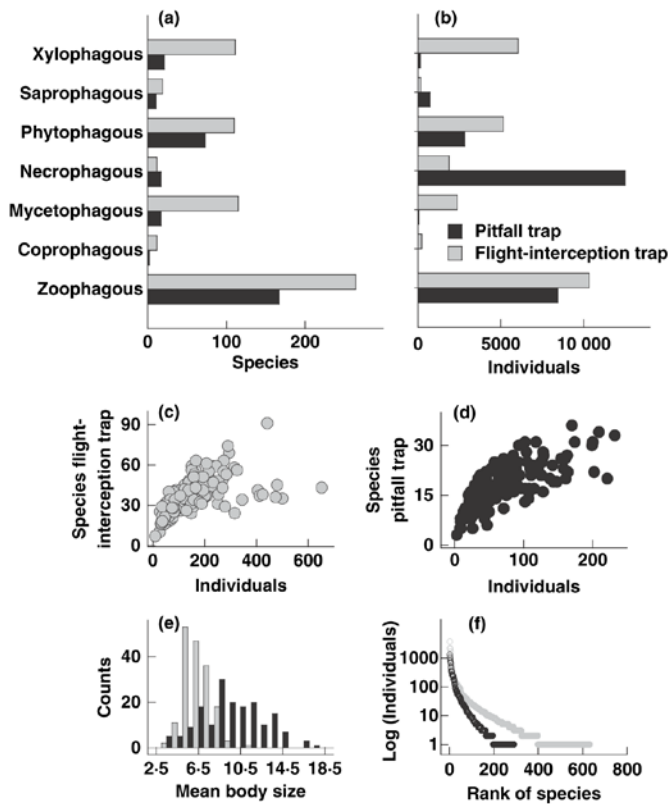 (a)
(b)
Xylophagous
Saprophagous
Phytophagous
Necrophagous
Mycetophagous
Coprophagous
Zoophagous
Pitfall trap
Flight-interception trap
0 100 200
Species
0 5000 10 000
Individuals
(c)
Species flight-
interception trap
90
60
30
0
0 200 400 600
Individuals
(d)
Species
pitfall trap
30
15
0
0 100 200
Individuals
(e)
Counts
40
20
0
2·5 6·5 10·5 14·5 18·5
Mean body size
(f)
Log (Individuals)
1000
100
10
1
0 200 400 600 800
Rank of species